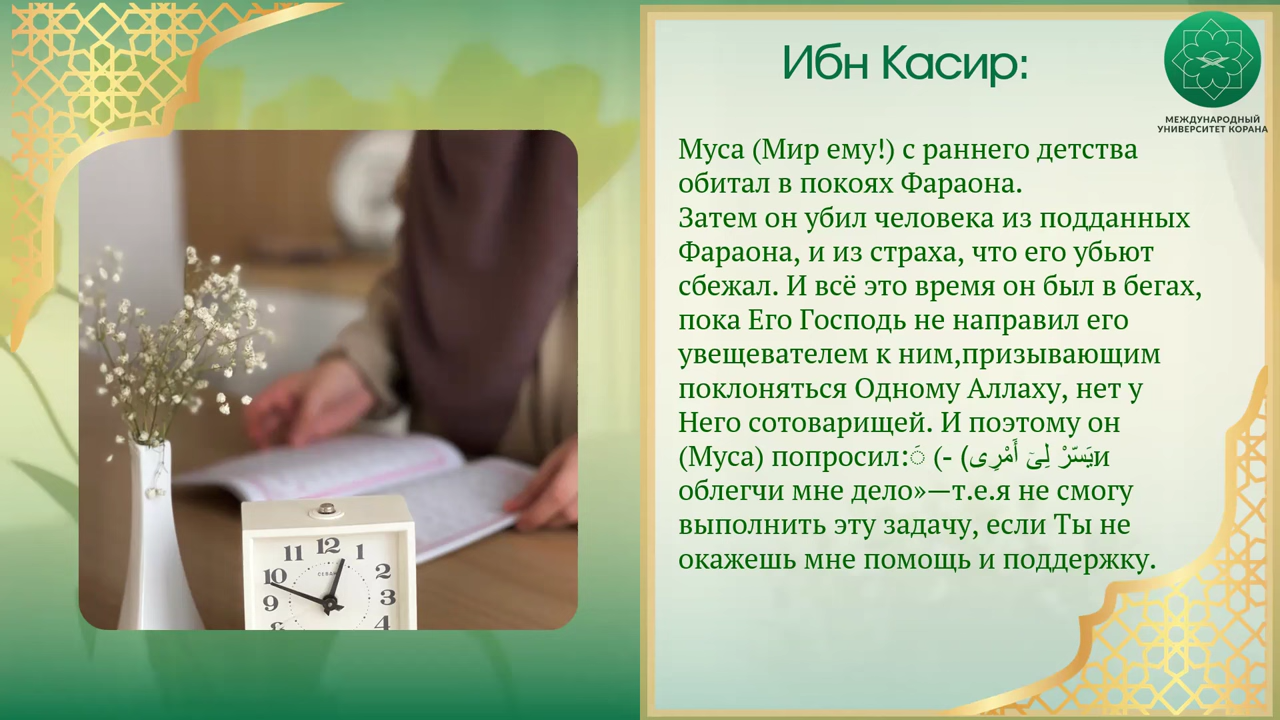 Ибн Касир:
МЕЖДУНАРОДНЫЙ
УНИВЕРСИТЕТ КОРАНА
Муса (Мир ему!) с раннего детства
обитал в покоях Фараона.
Затем он убил человека из подданных
Фараона, и из страха, что его убьют
сбежал. И всё это время он был в бегах,
пока Его Господь не направил его
увещевателем к ним,призывающим
поклоняться Одному Аллаху, нет у
Него сотоварищей. И поэтому он
(Муса) попросил:َ (- (يَسِّرْ لِىٓ أَمْرِىи
облегчи мне дело»—т.е.я не смогу
выполнить эту задачу, если Ты не
окажешь мне помощь и поддержку.
11 12 1
10 2
9 3
8 4